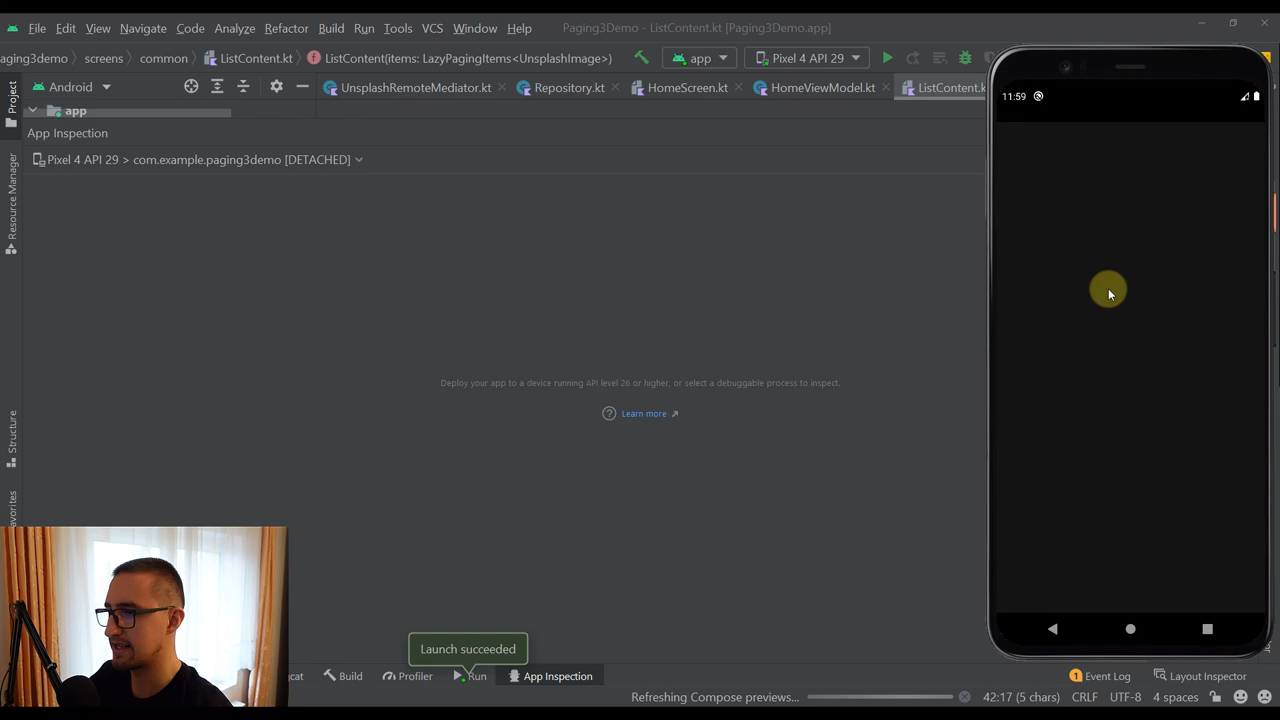 File Edit View Navigate Code Analyze Refactor Build Run Tools VCS Window Help Paging3Demo - ListContent.kt [Paging3Demo.app]
aging3demo screens common ListContent.kt ListContent(items: LazyPagingItems<UnsplashImage>) app Pixel 4 API 29
Project
Android
UnsplashRemoteMediator.kt Repository.kt HomeScreen.kt HomeViewModel.kt ListContent.k
app
11:59
App Inspection
Pixel 4 API 29 > com.example.paging3demo [DETACHED]
Resource Manager
Deploy your app to a device running API level 26 or higher, or select a debuggable process to inspect.
Learn more
Structure
avorites
Launch succeeded
cat Build Profiler Run App Inspection 1 Event Log Layout Inspector
Refreshing Compose previews... 42:17 (5 chars) CRLF UTF-8 4 spaces